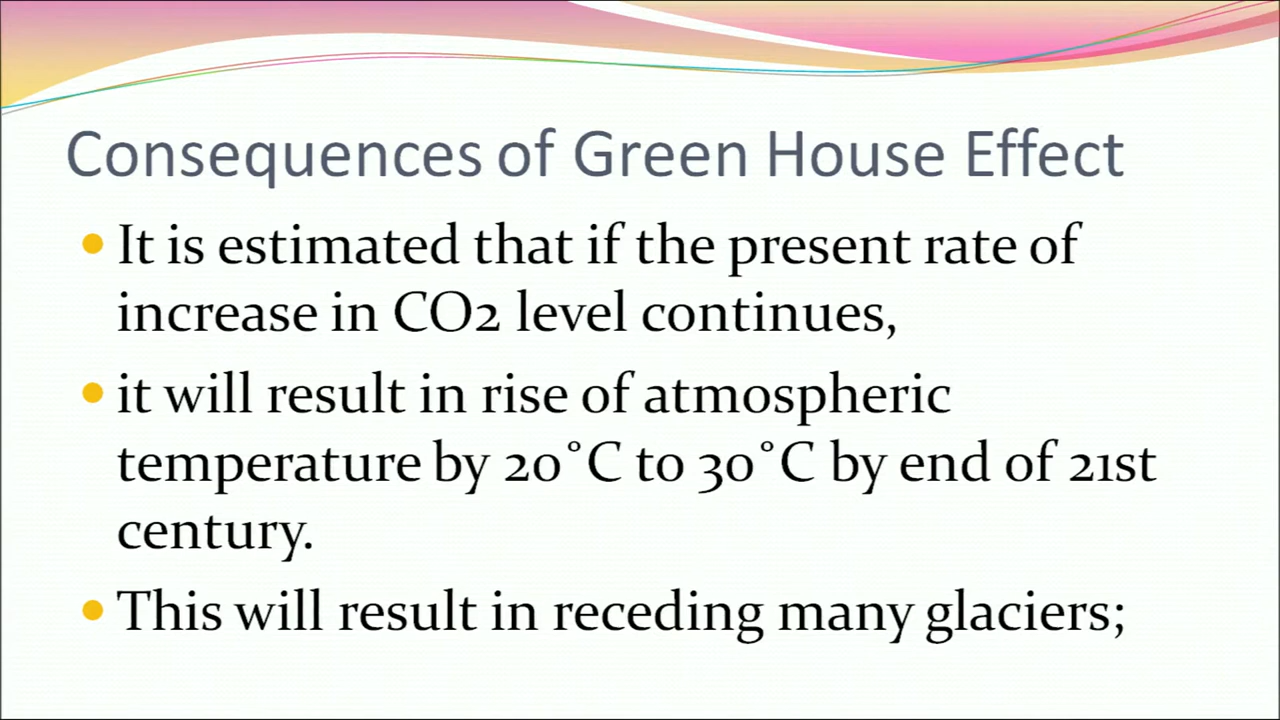 Consequences of Green House Effect
It is estimated that if the present rate of
increase in CO2 level continues,
it will result in rise of atmospheric
temperature by 20°C to 30°C by end of 21st
century.
This will result in receding many glaciers;